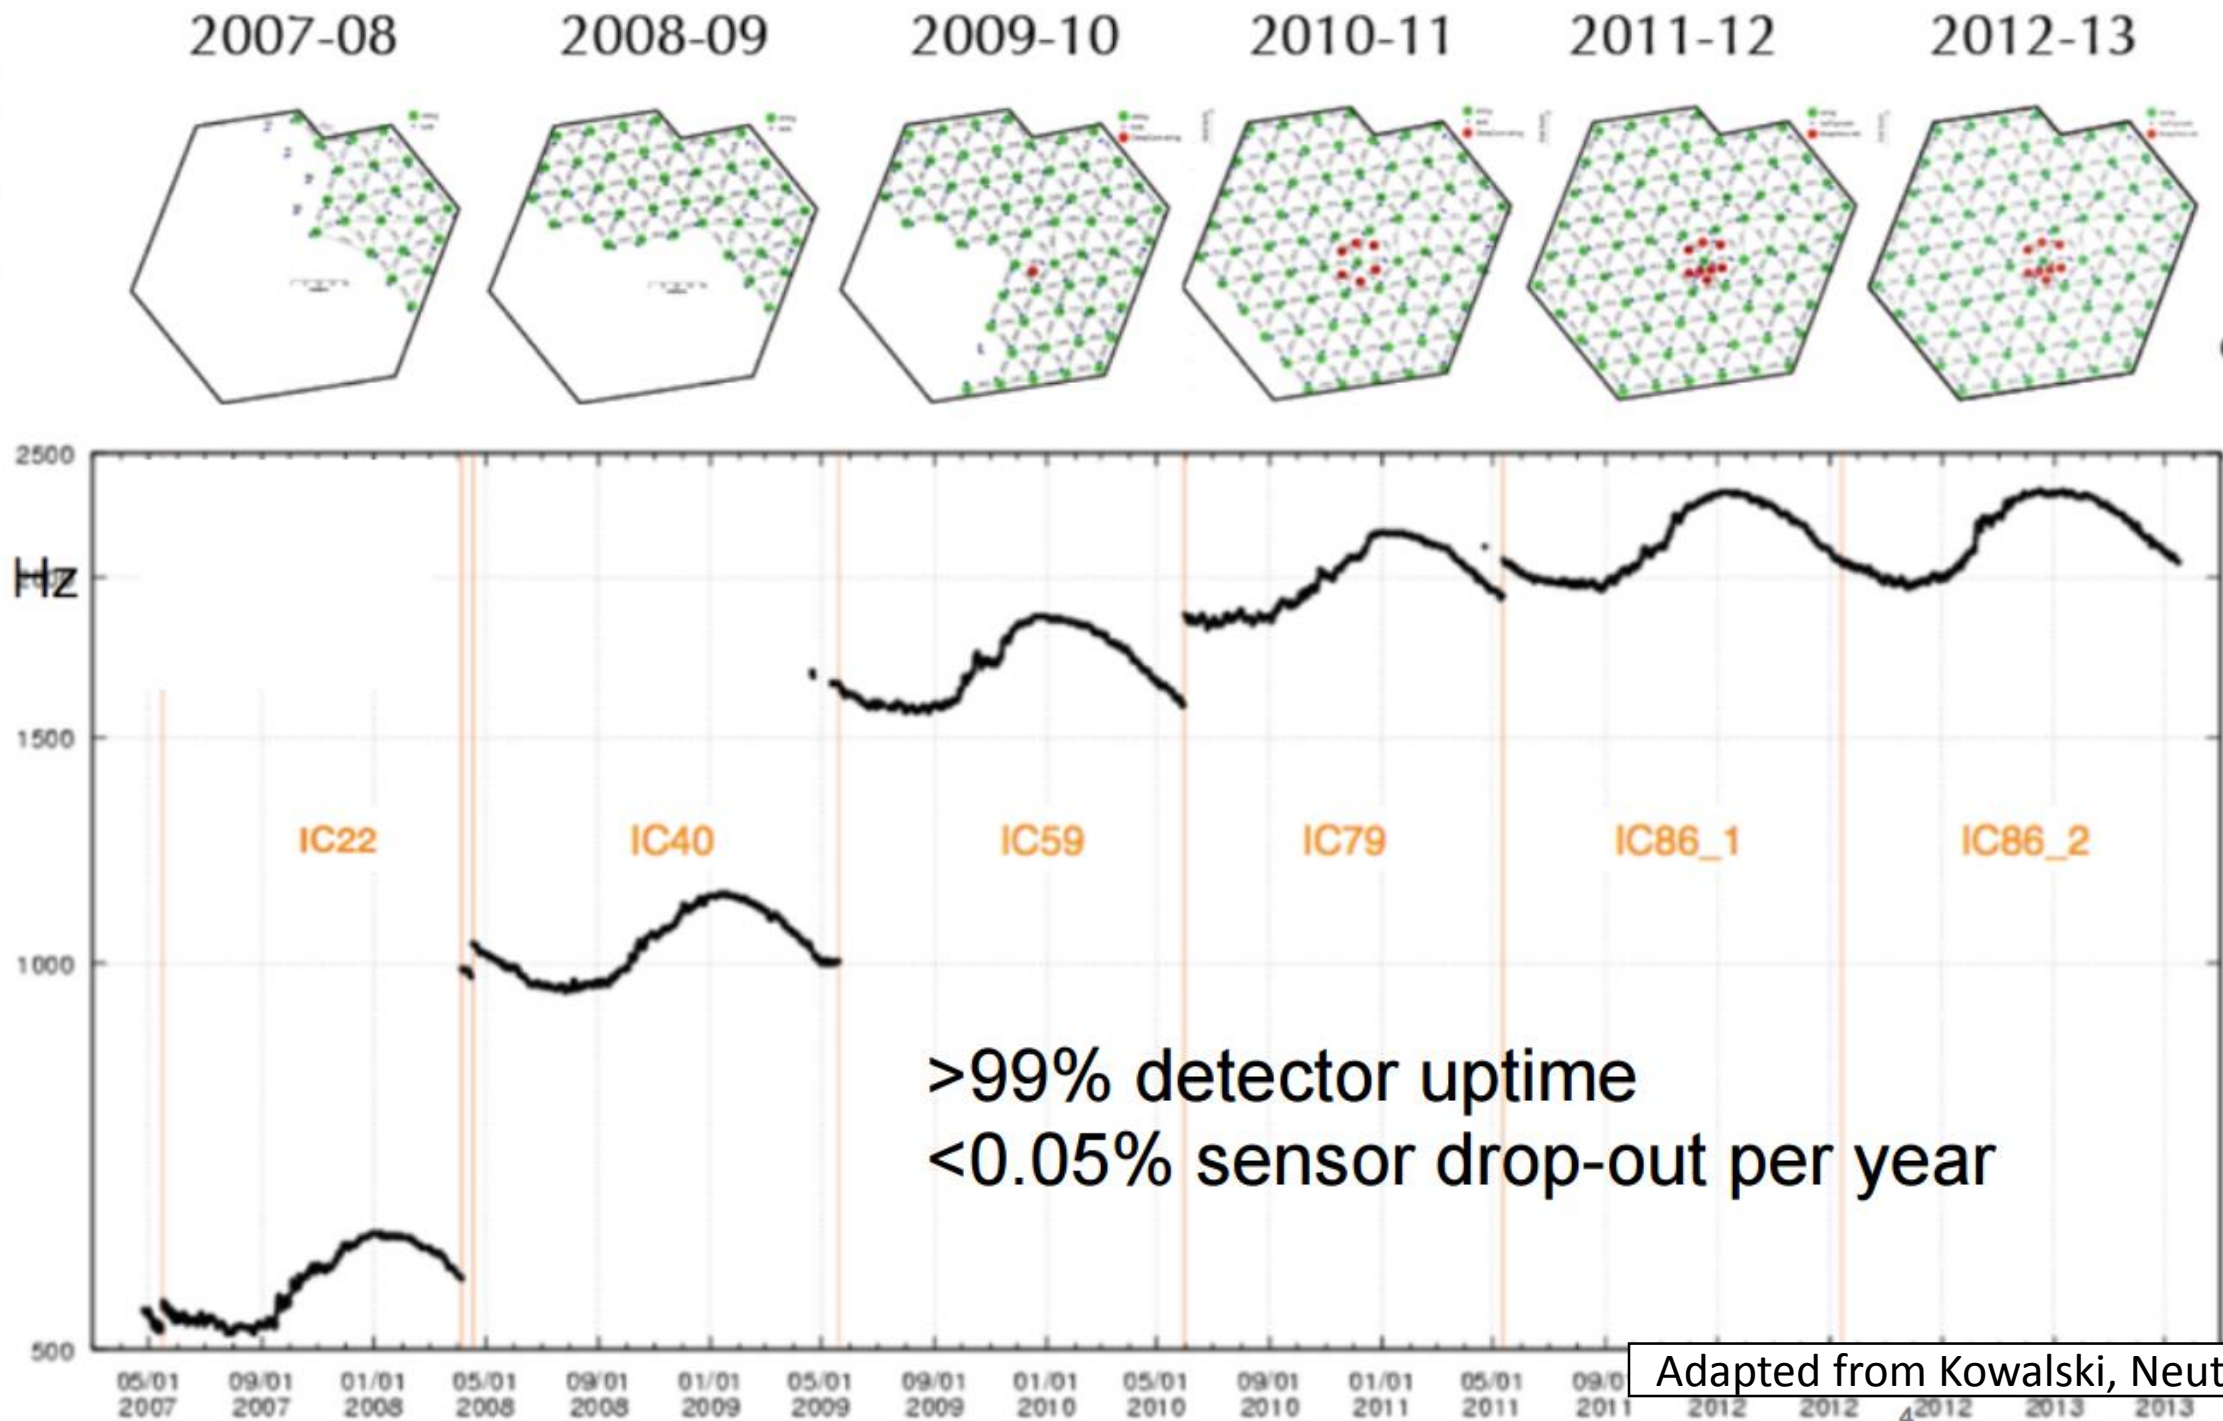 2007-08 2008-09 2009-10 2010-11 2011-12 2012-13
2500
Hz
1500
IC22 IC40 IC59 IC79 IC86_1 IC86_2
1000
>99% detector uptime
<0.05% sensor drop-out per year
500
Adapted from Kowalski, Neut
05/01 09/01 01/01 05/01 09/01 01/01 05/01 09/01 01/01 05/01 09/01 01/01 05/01
2007 2007 2008 2008 2008 2009 2009 2009 2010 2010 2010 2011 2011 2011 2012 2012 2012 2013 2013
4